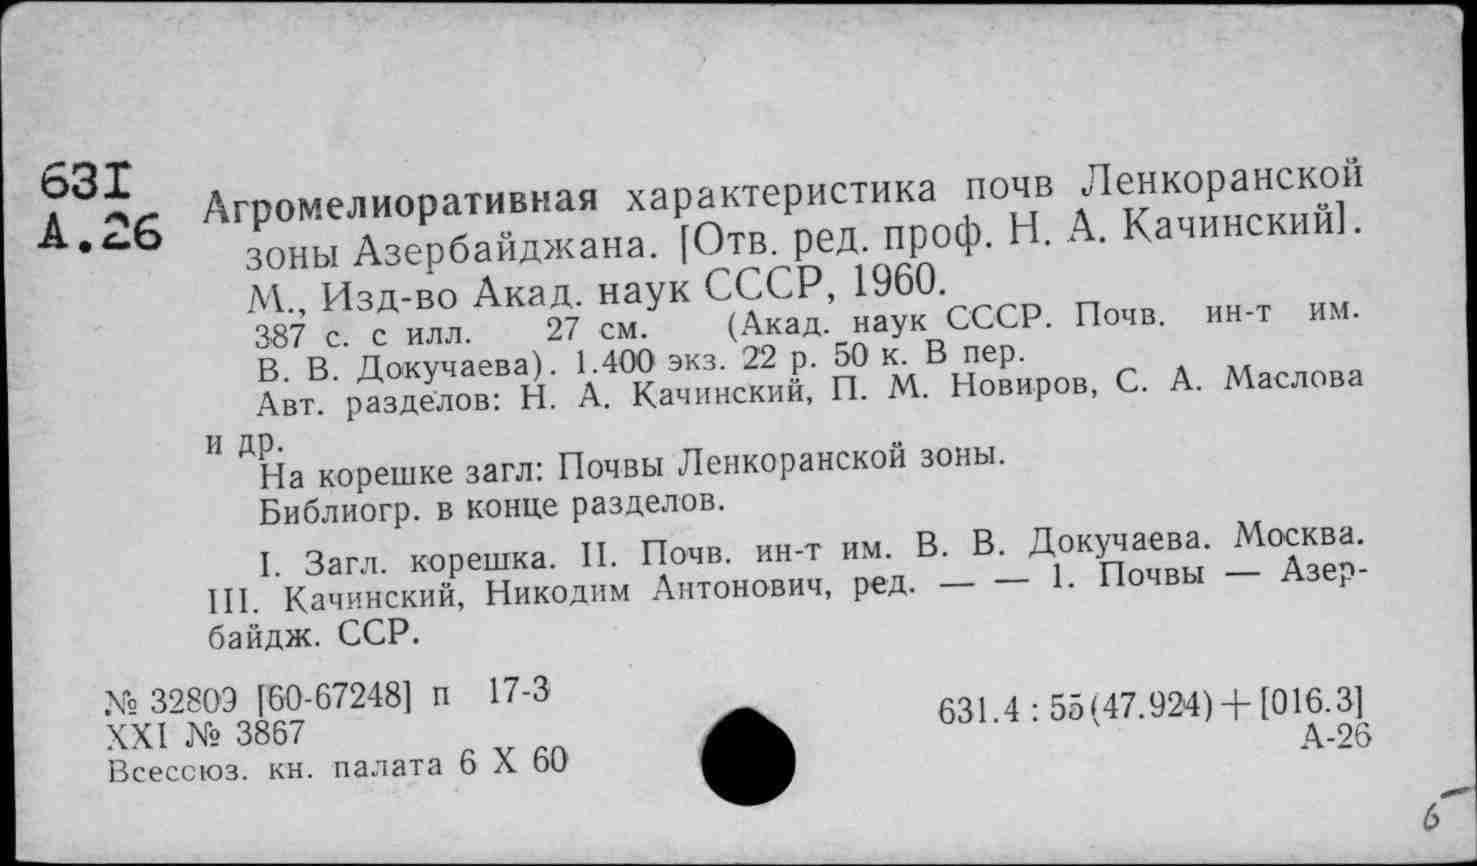 631
А.26
Агромелиоративная характеристика почв Ленкоранской
зоны Азербайджана. [Отв. ред. проф. Н. А. Качинский].
М., Изд-во Акад. наук СССР, 1960.
387 с. с илл. 27 см. (Акад. наук СССР. Почв. ин-т им.
В. В. Докучаева). 1.400 экз. 22 р. 50 к. В пер.
Авт. разделов: Н. А. Качинский, П. М. Новиров, С. А. Маслова
и др.
На корешке загл: Почвы Ленкоранской зоны.
Библиогр. в конце разделов.
I. Загл. корешка. II. Почв. ин-т им. В. В. Докучаева. Москва.
III. Качинский, Никодим Антонович, ред. — — 1. Почвы — Азер-
байдж. ССР.
№ 32809 [60-67248] п 17-3
XXI № 3867
Всессюз. кн. палата 6 X 60
631.4 : 55(47.924) + [016.3]
А-26
6